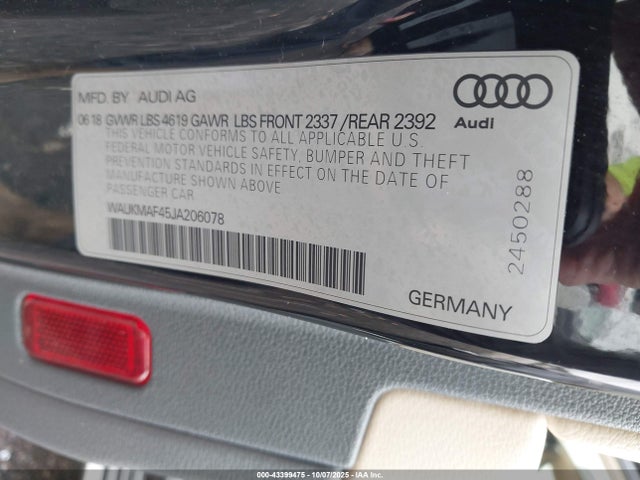 MFD. BY AUDI AG
06 18 GVWR LBS 4619 GAWR LBS FRONT 2337 / REAR 2392
THIS VEHICLE CONFORMS TO ALL APPLICABLE U.S.
FEDERAL MOTOR VEHICLE SAFETY, BUMPER AND THEFT
PREVENTION STANDARDS IN EFFECT ON THE DATE OF
MANUFACTURE SHOWN ABOVE
PASSENGER CAR
WAUKMAF45JA206078
Audi
2450288
GERMANY
000-43399475 - 10/07/2025 - IAA Inc.